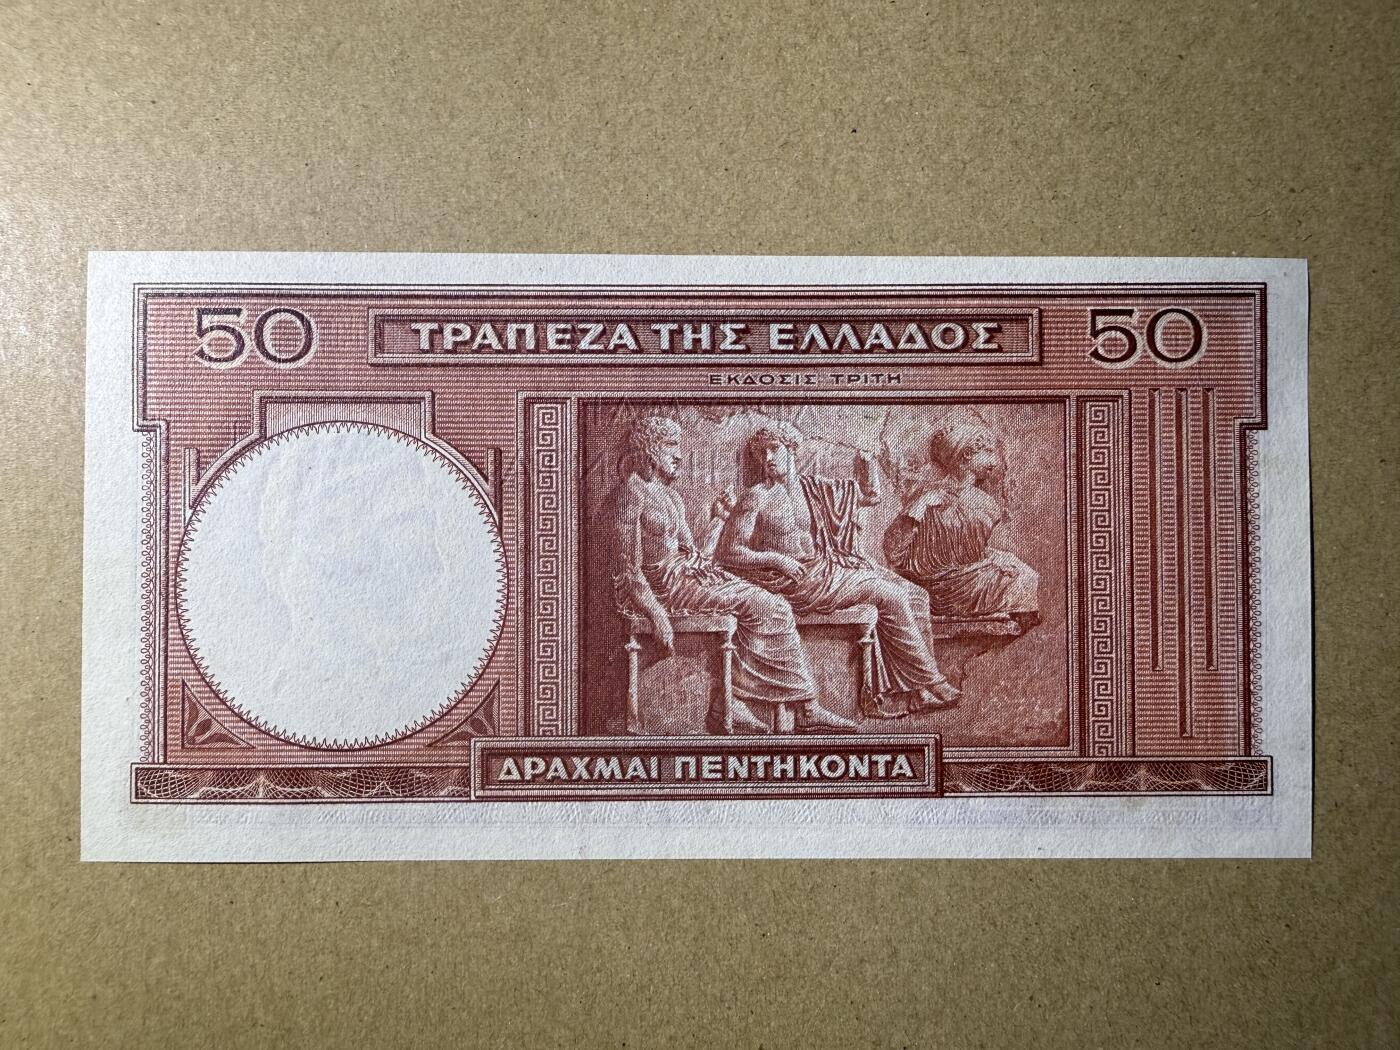 50 ΤΡΑΠΕΖΑ ΤΗΣ ΕΛΛΑΔΟΣ 50
ΕΚΔΟΣΙΣ ΤΡΙΤΗ
ΔΡΑΧΜΑΙ ΠΕΝΤΗΚΟΝΤΑ